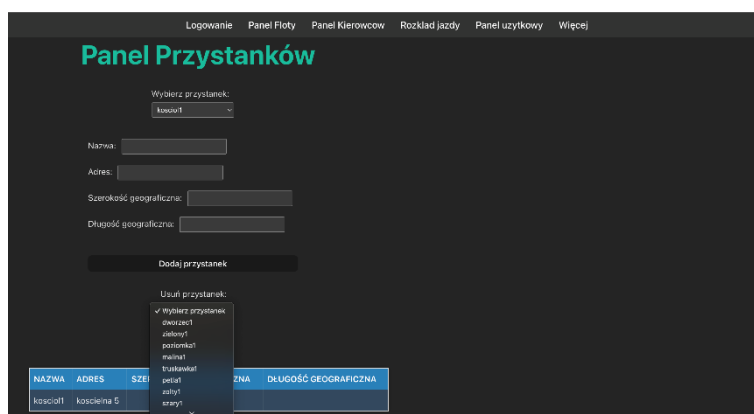 Logowanie Panel Floty Panel Kierowcow Rozklad jazdy Panel uzytkowy Więcej
Panel Przystanków
Wybierz przystanek:
kosciol1
Nazwa:
Adres:
Szerokość geograficzna:
Długość geograficzna:
Dodaj przystanek
Usuń przystanek:
✓ Wybierz przystanek
dworzec1
zielony1
poziomka1
malina1
truskawka1
petla1
zolty1
szary1
NAZWA ADRES SZE ZNA DŁUGOŚĆ GEOGRAFICZNA
kosciol1 koscielna 5